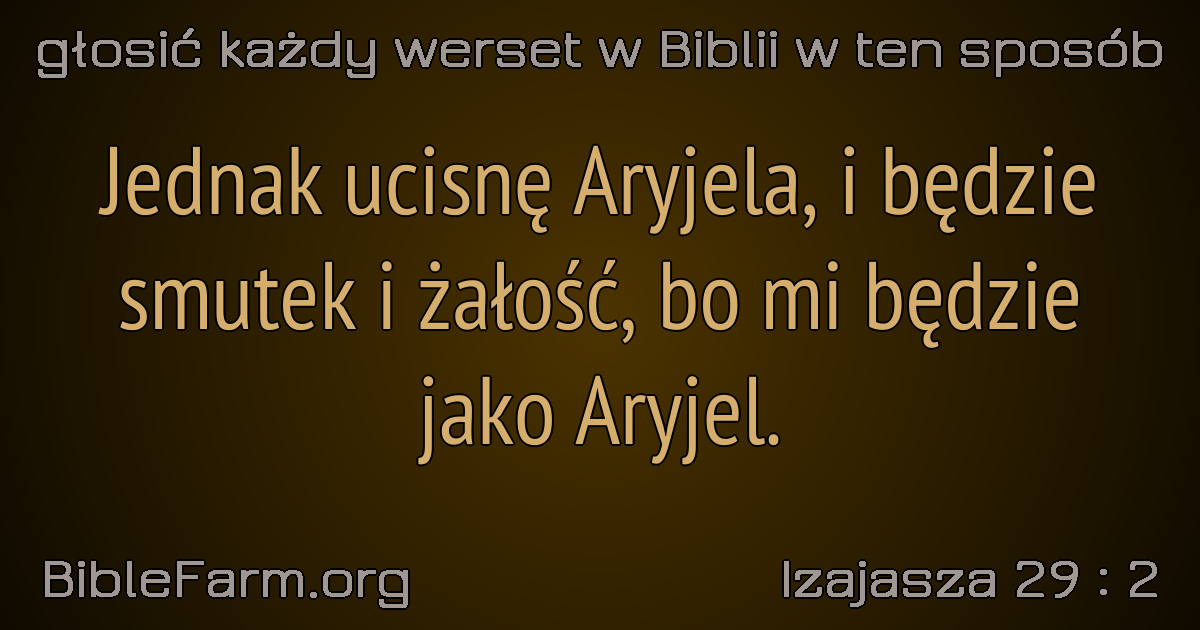 głosić każdy werset w Biblii w ten sposób
Jednak ucisnę Aryjela, i będzie
smutek i żałość, bo mi będzie
jako Aryjel.
BibleFarm.org
Izajasza 29 : 2